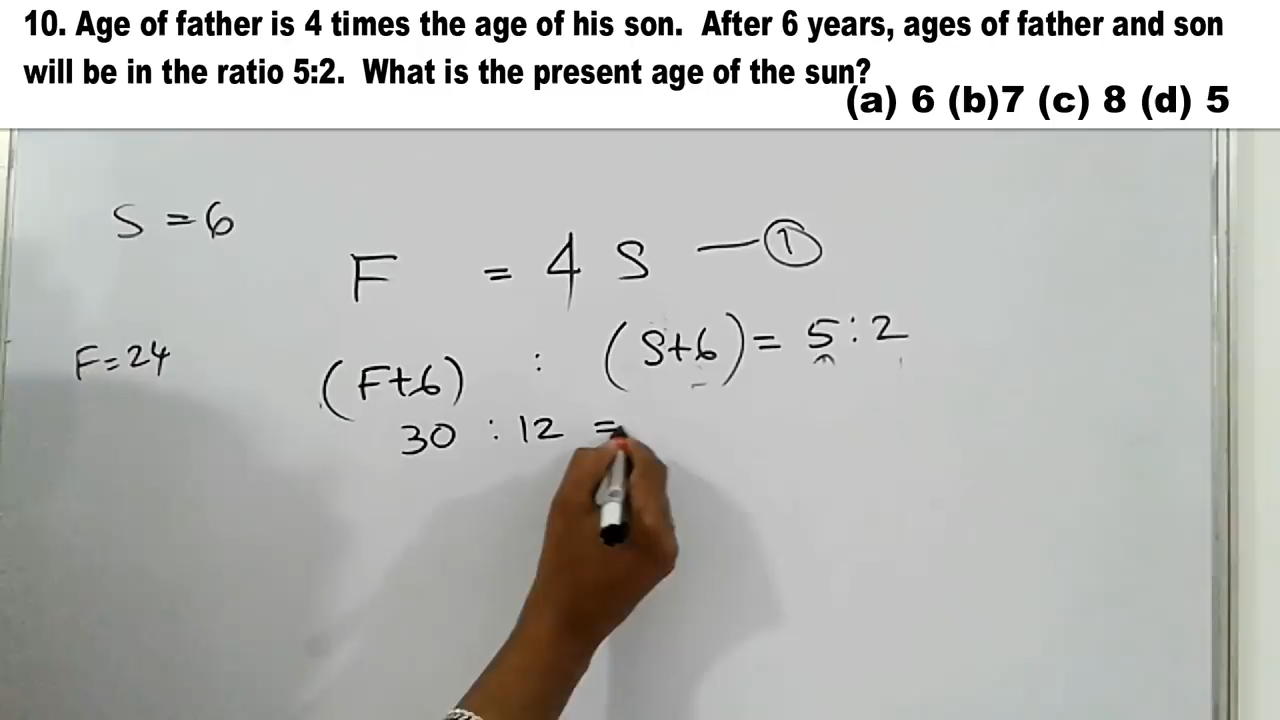 10. Age of father is 4 times the age of his son. After 6 years, ages of father and son
will be in the ratio 5:2. What is the present age of the sun?
(a) 6 (b)7 (c) 8 (d) 5
S = 6
F = 4 S — ①
F = 24
(F+6) : (S+6) = 5 : 2
30 : 12 =